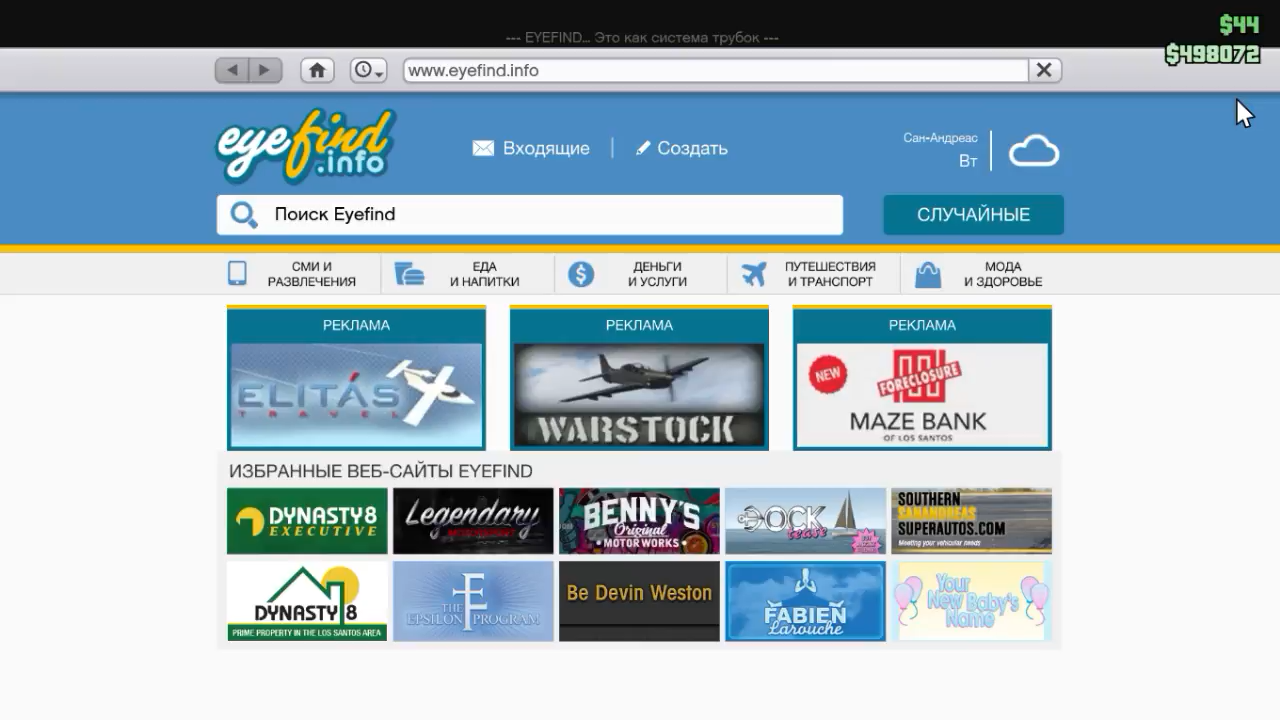 $44
--- EYEFIND... Это как система трубок ---
$498072
www.eyefind.info
eyefind
.info
Входящие
Создать
Сан-Андреас
Вт
Поиск Eyefind
СЛУЧАЙНЫЕ
СМИ И
РАЗВЛЕЧЕНИЯ
ЕДА
И НАПИТКИ
ДЕНЬГИ
И УСЛУГИ
ПУТЕШЕСТВИЯ
И ТРАНСПОРТ
МОДА
И ЗДОРОВЬЕ
РЕКЛАМА
ELITÁS
TRAVEL
РЕКЛАМА
WARSTOCK
РЕКЛАМА
NEW
FORECLOSURE
MAZE BANK
OF LOS SANTOS
ИЗБРАННЫЕ ВЕБ-САЙТЫ EYEFIND
DYNASTY 8
EXECUTIVE
Legendary
MOTORSPORT
BENNY'S
Original
MOTOR WORKS
DOCK
tease
SOUTHERN
SANANDREAS
SUPERAUTOS.COM
Meeting your vehicular needs
DYNASTY 8
PRIME PROPERTY IN THE LOS SANTOS AREA
THE
EPSILON PROGRAM
Be Devin Weston
FABIEN
Larouche
Your
New Baby's
Name